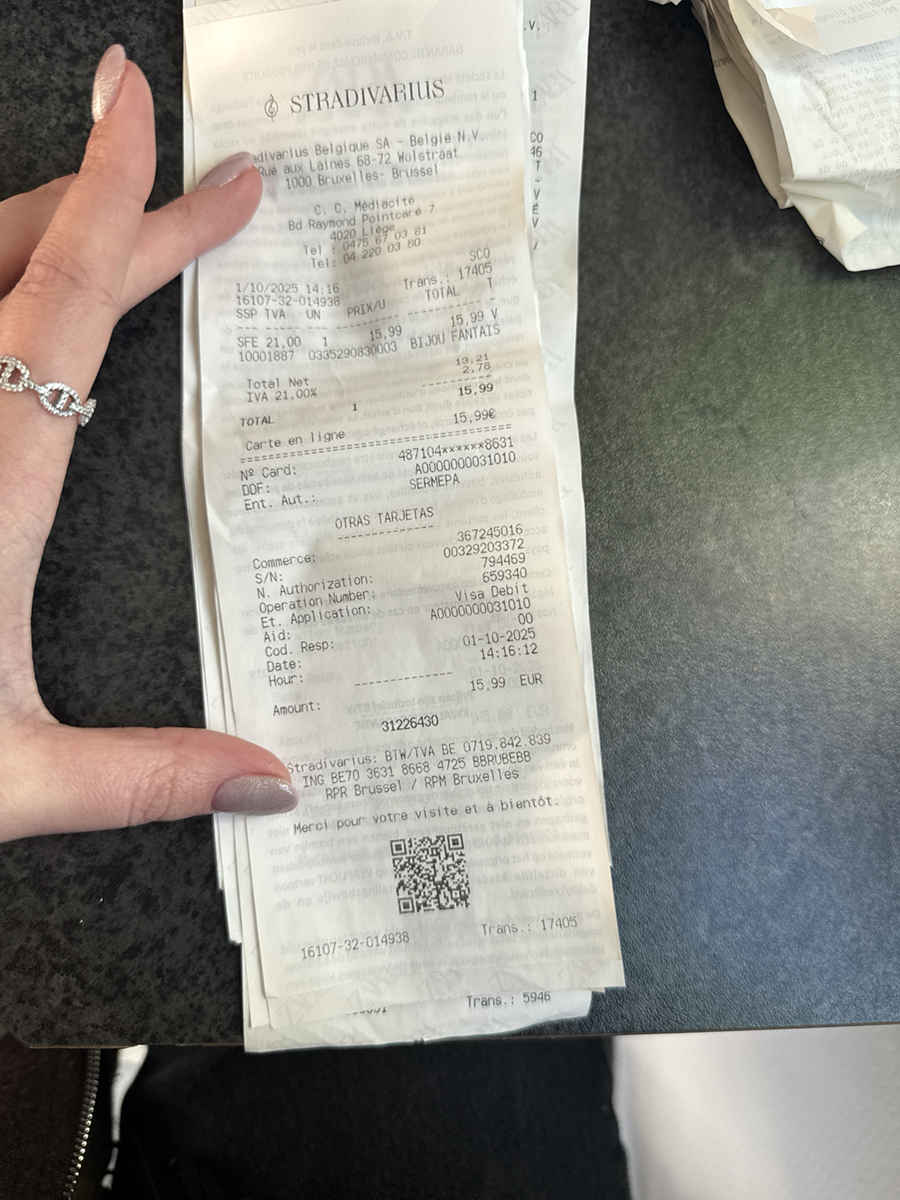 STRADIVARIUS
adivarius Belgique SA - België N.V.
Rue aux Laines 68-72 Wolstraat
1000 Bruxelles- Brussel
C. C. Médiacité
Bd Raymond Pointcaré 7
4020 Liège
Tel : 0475 67 03 81
Tel: 04 220 03 80
SCO
1/10/2025 14:16 Trans.: 17405
16107-32-014938
SSP TVA UN PRIX/U TOTAL T
SFE 21,00 1 15,99 15,99 V
10001887 0335290830003 BIJOU FANTAIS
Total Net 13,21
IVA 21,00% 2,78
TOTAL 1 15,99
Carte en ligne 15,99€
Nº Card: 487104******8631
DDF: A0000000031010
Ent. Aut.: SERMEPA
OTRAS TARJETAS
Commerce: 367245016
S/N: 00329203372
N. Authorization: 794469
Operation Number: 659340
Et. Application: Visa Debit
Aid: A0000000031010
Cod. Resp: 00
Date: 01-10-2025
Hour: 14:16:12
Amount: 15,99 EUR
31226430
Stradivarius: BTW/TVA BE 0719.842.839
ING BE70 3631 8668 4725 BBRUBEBB
RPR Brussel / RPM Bruxelles
Merci pour votre visite et à bientôt.
16107-32-014938 Trans.: 17405
Trans.: 5946